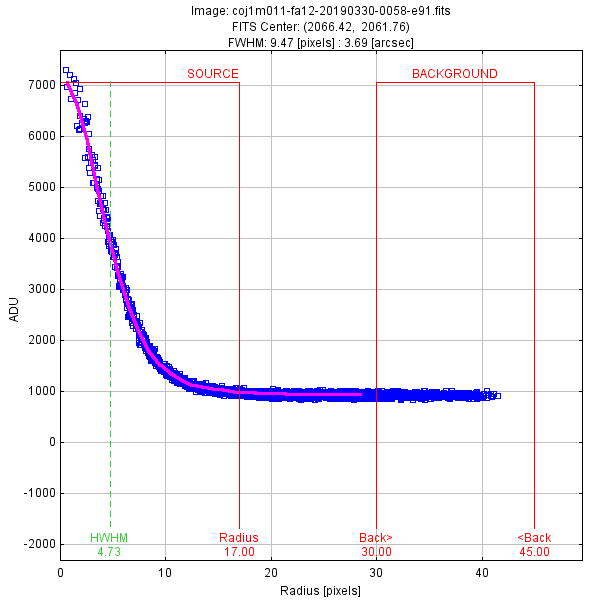 Image: coj1m011-fa12-20190330-0058-e91.fits
FITS Center: (2066.42, 2061.76)
FWHM: 9.47 [pixels] : 3.69 [arcsec]
SOURCE
BACKGROUND
7000
6000
5000
4000
3000
2000
1000
0
-1000
-2000
ADU
HWHM
4.73
Radius
17.00
Back>
30.00
<Back
45.00
0
10
20
30
40
Radius [pixels]